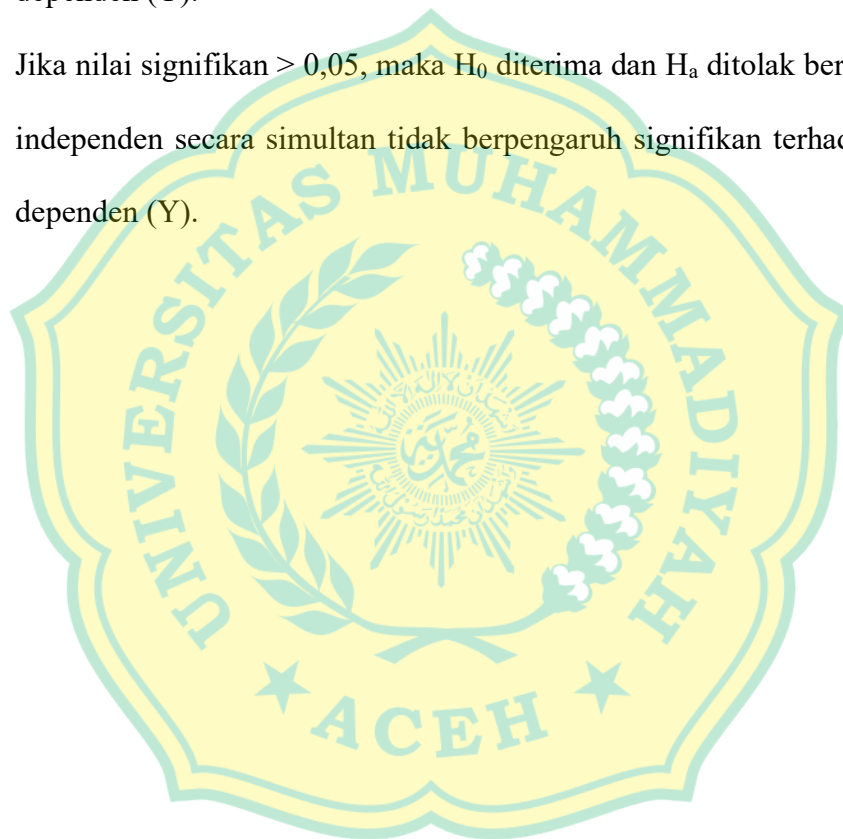 dependen (Y).
Jika nilai signifikan > 0,05, maka H₀ diterima dan Hₐ ditolak ber
independen secara simultan tidak berpengaruh signifikan terhad
dependen (Y).
UNIVERSITAS MUHAMMADIYAH
★ ACEH ★
محمد